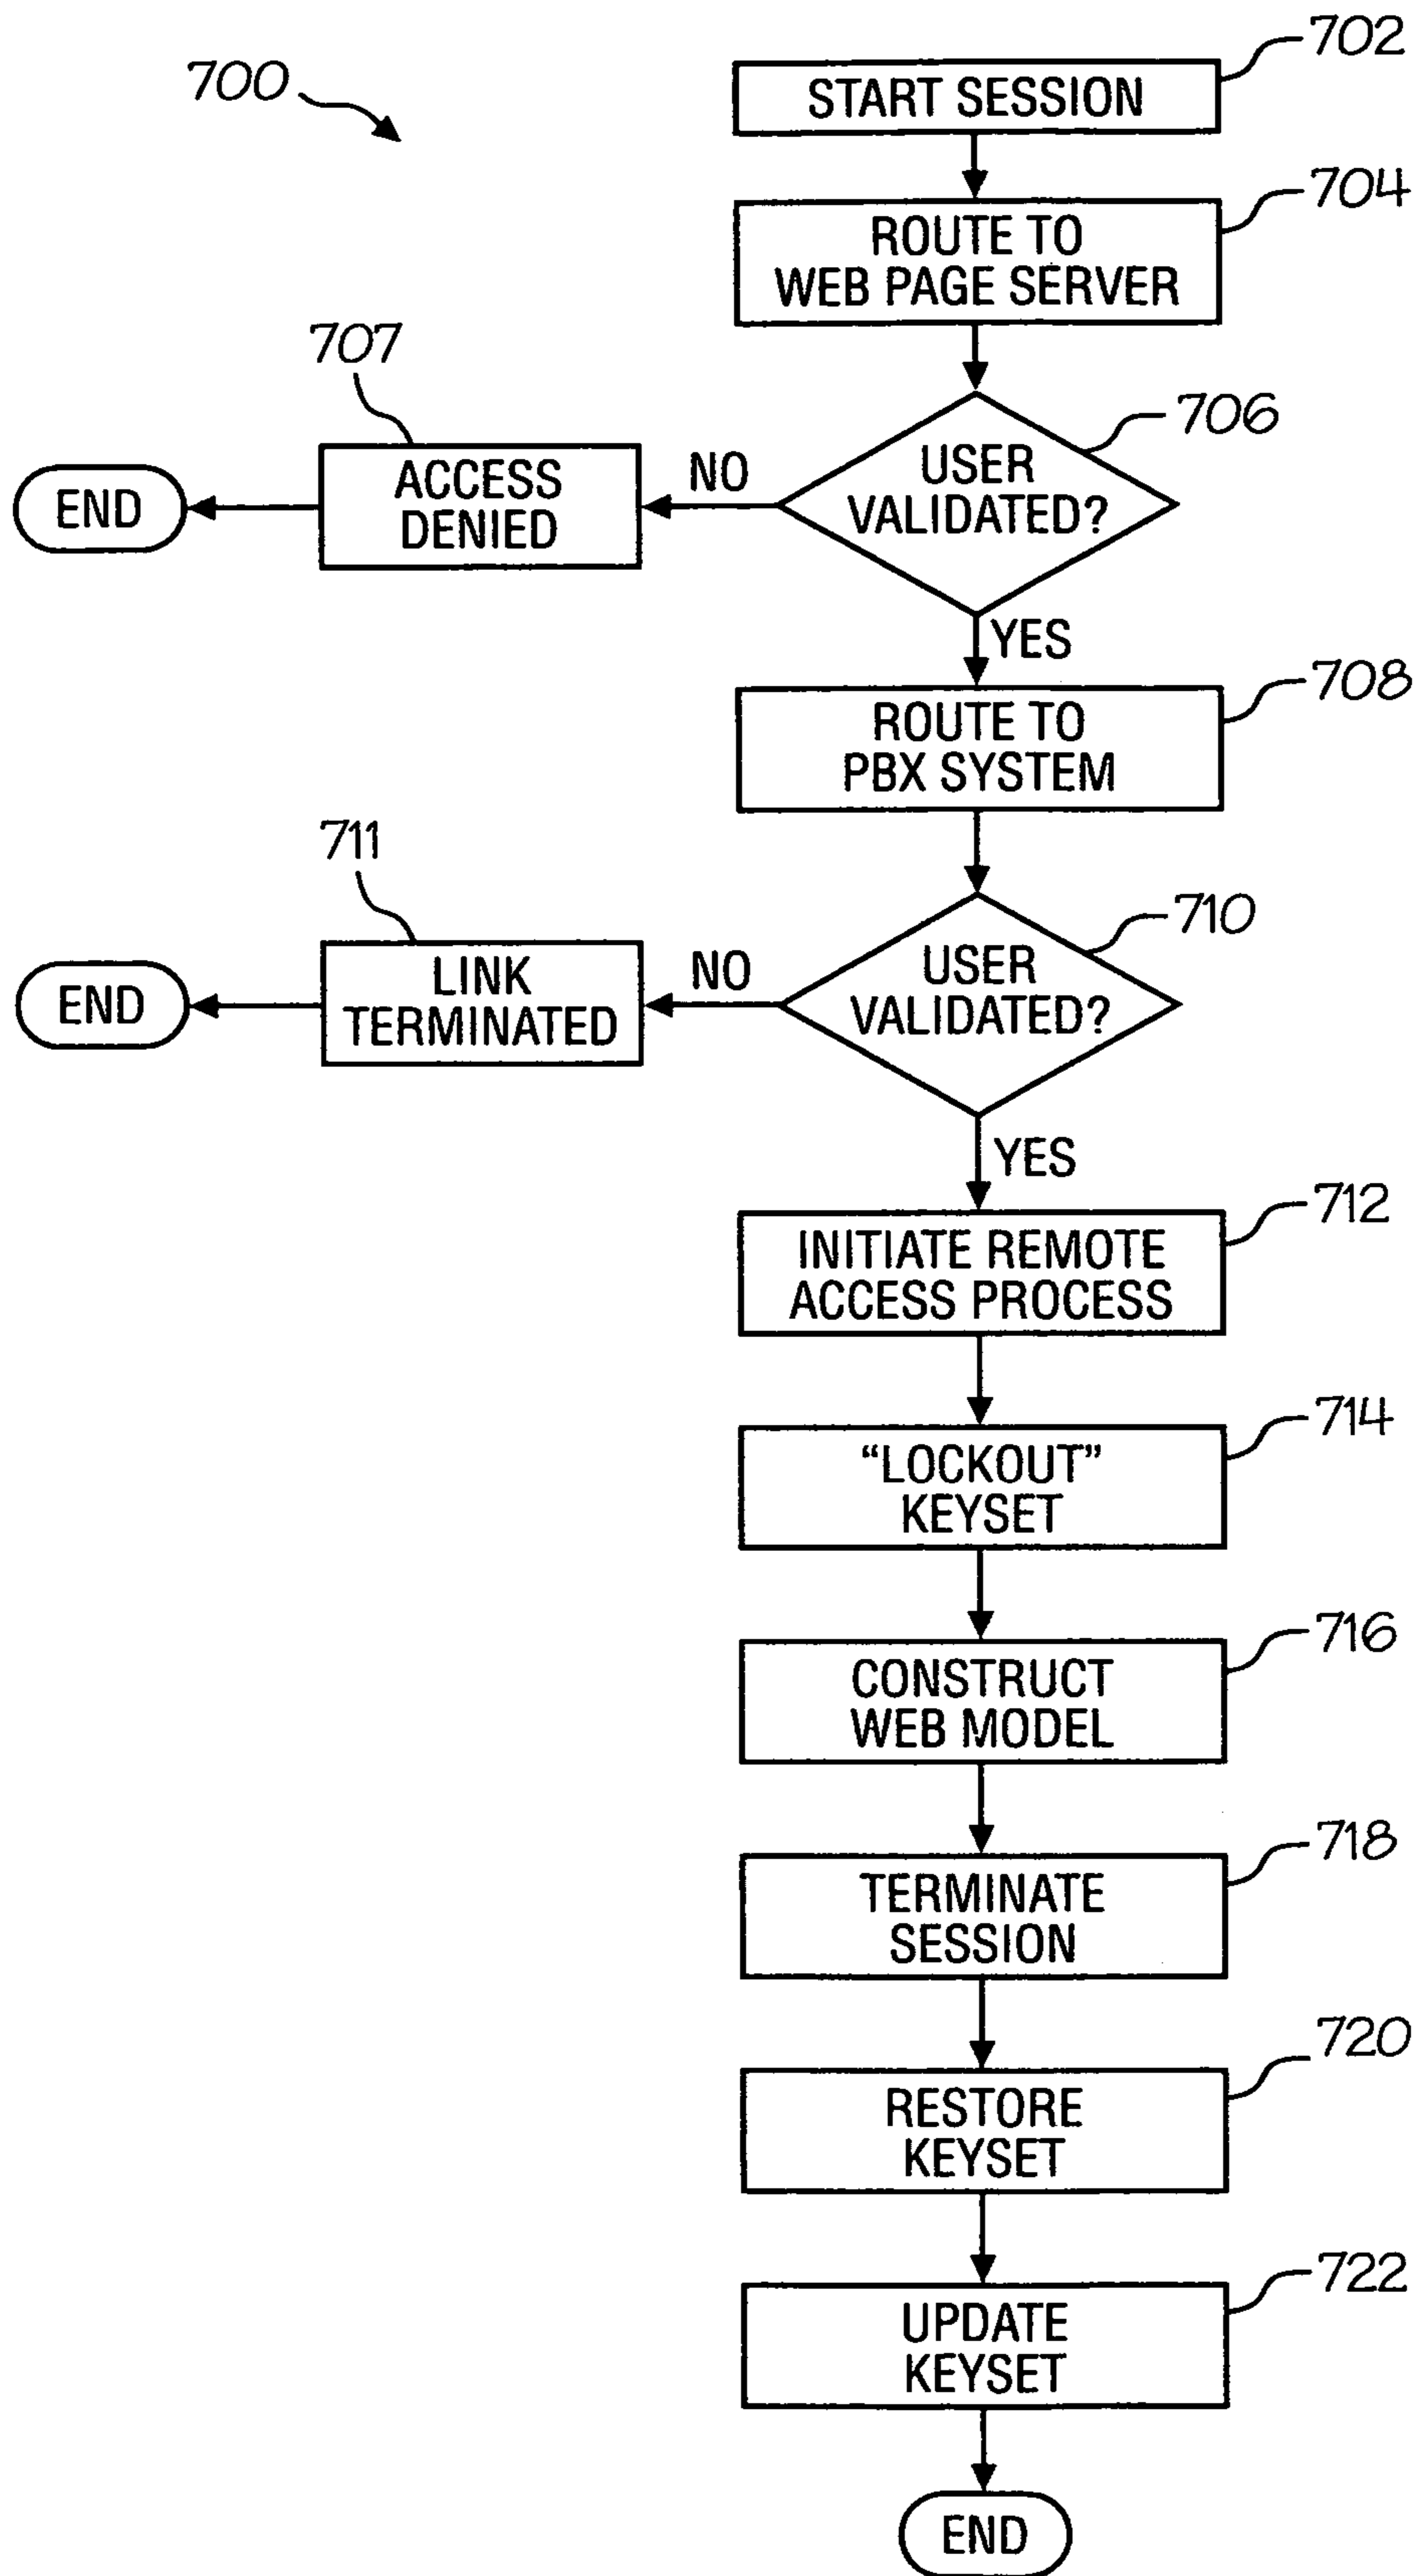 702
700
START SESSION
704
ROUTE TO
WEB PAGE SERVER
707
706
USER
VALIDATED?
NO
ACCESS
DENIED
END
YES
708
ROUTE TO
PBX SYSTEM
711
710
USER
VALIDATED?
NO
LINK
TERMINATED
END
YES
712
INITIATE REMOTE
ACCESS PROCESS
714
“LOCKOUT”
KEYSET
716
CONSTRUCT
WEB MODEL
718
TERMINATE
SESSION
720
RESTORE
KEYSET
722
UPDATE
KEYSET
END